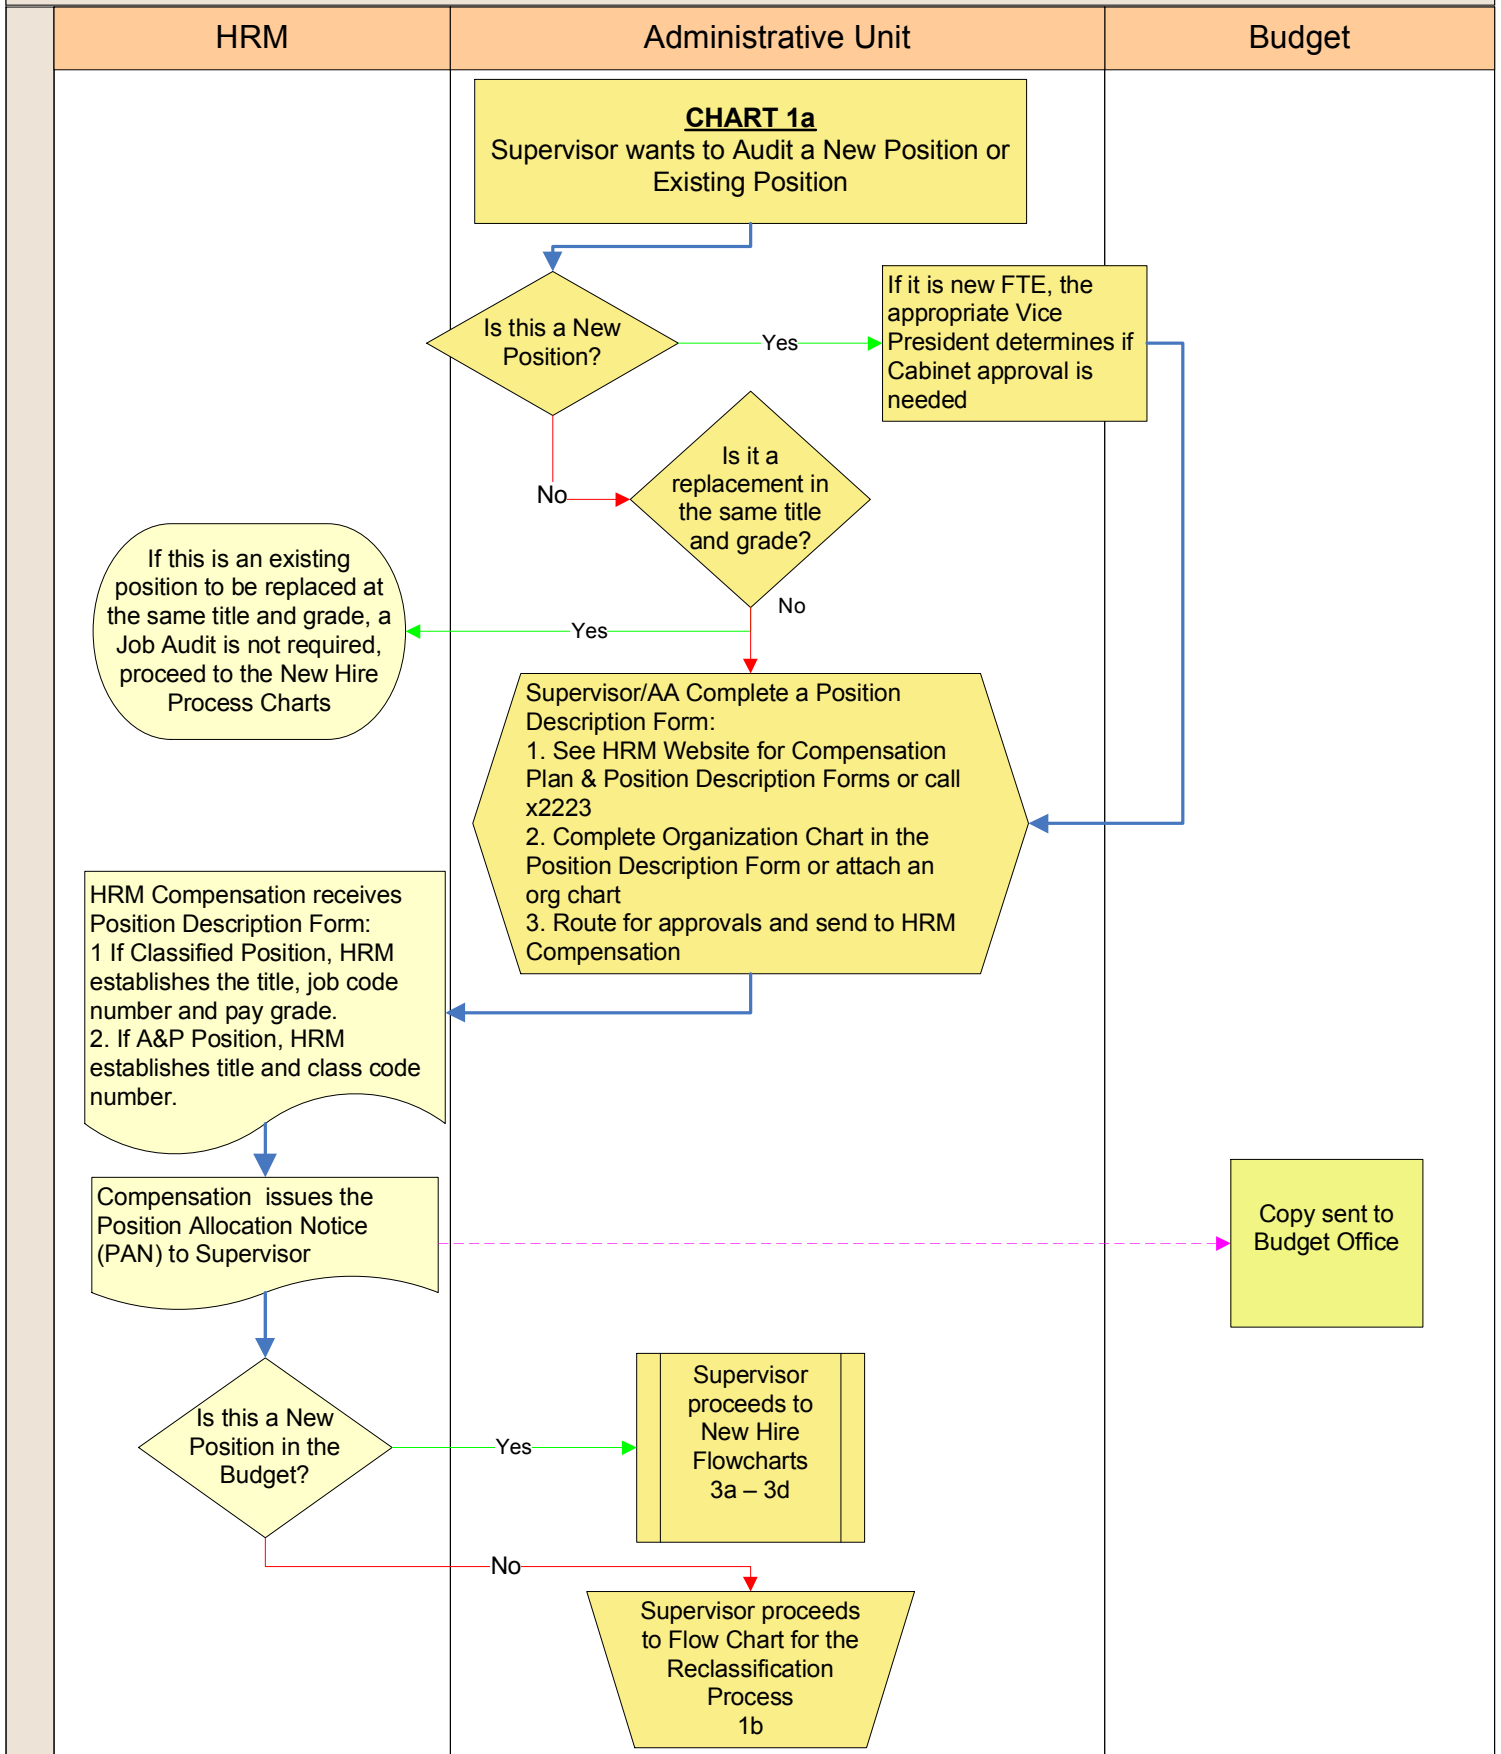 HRM
Administrative Unit
Budget
CHART 1a
Supervisor wants to Audit a New Position or
Existing Position
Is this a New
Position?
Yes
If it is new FTE, the
appropriate Vice
President determines if
Cabinet approval is
needed
No
Is it a
replacement in
the same title
and grade?
No
Yes
If this is an existing
position to be replaced at
the same title and grade, a
Job Audit is not required,
proceed to the New Hire
Process Charts
Supervisor/AA Complete a Position
Description Form:
1. See HRM Website for Compensation
Plan & Position Description Forms or call
x2223
2. Complete Organization Chart in the
Position Description Form or attach an
org chart
3. Route for approvals and send to HRM
Compensation
HRM Compensation receives
Position Description Form:
1 If Classified Position, HRM
establishes the title, job code
number and pay grade.
2. If A&P Position, HRM
establishes title and class code
number.
Compensation  issues the
Position Allocation Notice
(PAN) to Supervisor
Copy sent to
Budget Office
Is this a New
Position in the
Budget?
Yes
Supervisor
proceeds to
New Hire
Flowcharts
3a – 3d
No
Supervisor proceeds
to Flow Chart for the
Reclassification
Process
1b